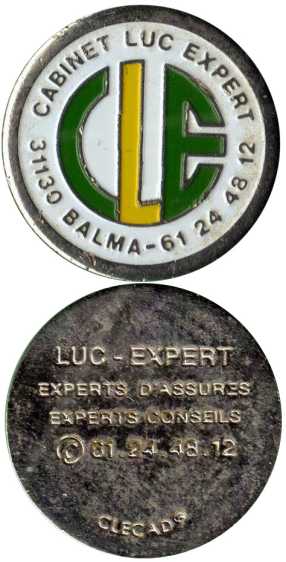 CABINET LUC EXPERT
CLE
31130 BALMA-61 24 48 12
LUC - EXPERT
EXPERTS D'ASSURES
EXPERTS CONSEILS
© 61.24.48.12
CLECAD®